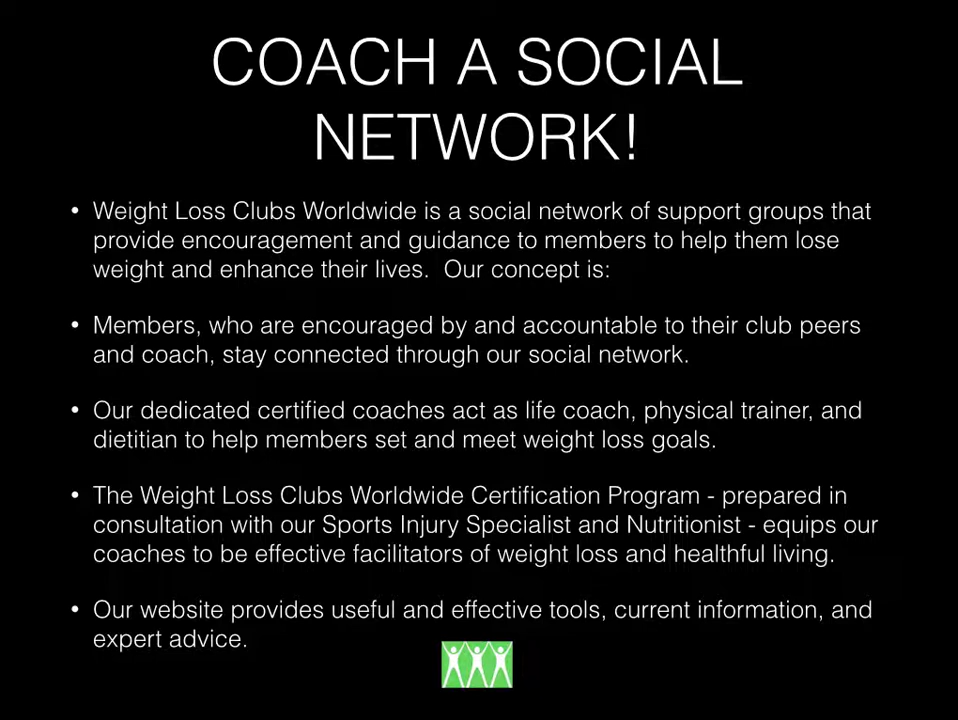 COACH A SOCIAL
NETWORK!
• Weight Loss Clubs Worldwide is a social network of support groups that
provide encouragement and guidance to members to help them lose
weight and enhance their lives.  Our concept is:
• Members, who are encouraged by and accountable to their club peers
and coach, stay connected through our social network.
• Our dedicated certified coaches act as life coach, physical trainer, and
dietitian to help members set and meet weight loss goals.
• The Weight Loss Clubs Worldwide Certification Program - prepared in
consultation with our Sports Injury Specialist and Nutritionist - equips our
coaches to be effective facilitators of weight loss and healthful living.
• Our website provides useful and effective tools, current information, and
expert advice.